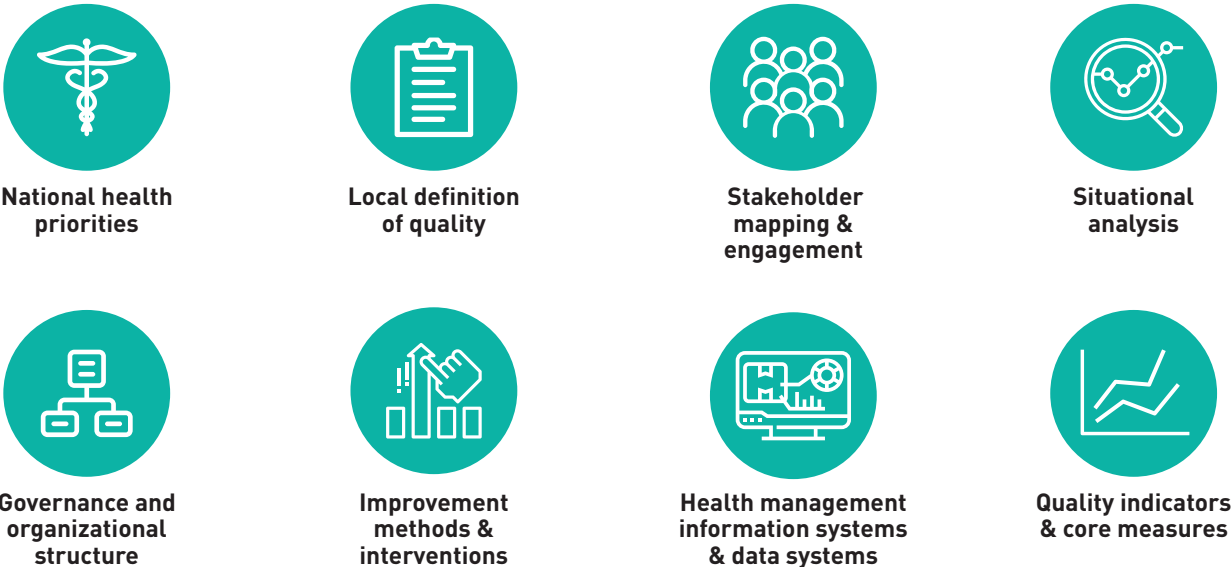 National health
priorities
Local definition
of quality
Stakeholder
mapping &
engagement
Situational
analysis
Governance and
organizational
structure
Improvement
methods &
interventions
Health management
information systems
& data systems
Quality indicators
& core measures